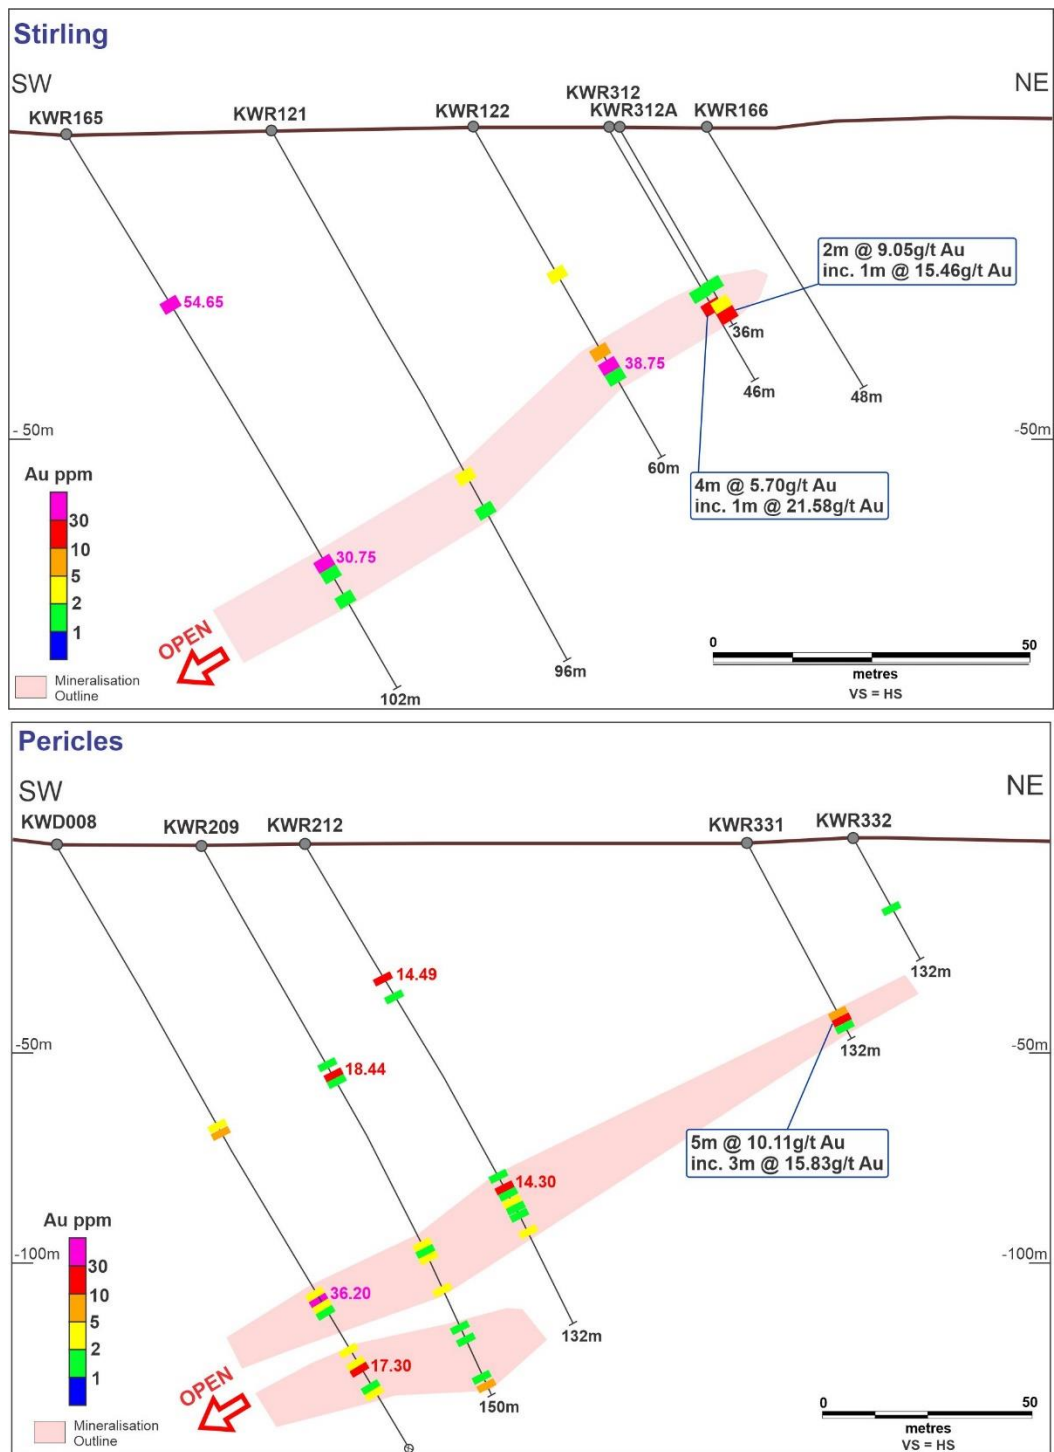 Stirling
SW
NE
KWR165
KWR121
KWR122
KWR312
KWR312A
KWR166
2m @ 9.05g/t Au
inc. 1m @ 15.46g/t Au
54.65
36m
38.75
46m
48m
- 50m
-50m
60m
4m @ 5.70g/t Au
inc. 1m @ 21.58g/t Au
Au ppm
30
10
5
2
1
30.75
OPEN
96m
102m
0
50
metres
VS = HS
Mineralisation
Outline
Pericles
SW
NE
KWD008
KWR209
KWR212
KWR331
KWR332
14.49
132m
18.44
-50m
-50m
132m
5m @ 10.11g/t Au
inc. 3m @ 15.83g/t Au
14.30
Au ppm
30
10
5
2
1
-100m
-100m
36.20
132m
17.30
OPEN
150m
0
50
metres
VS = HS
Mineralisation
Outline